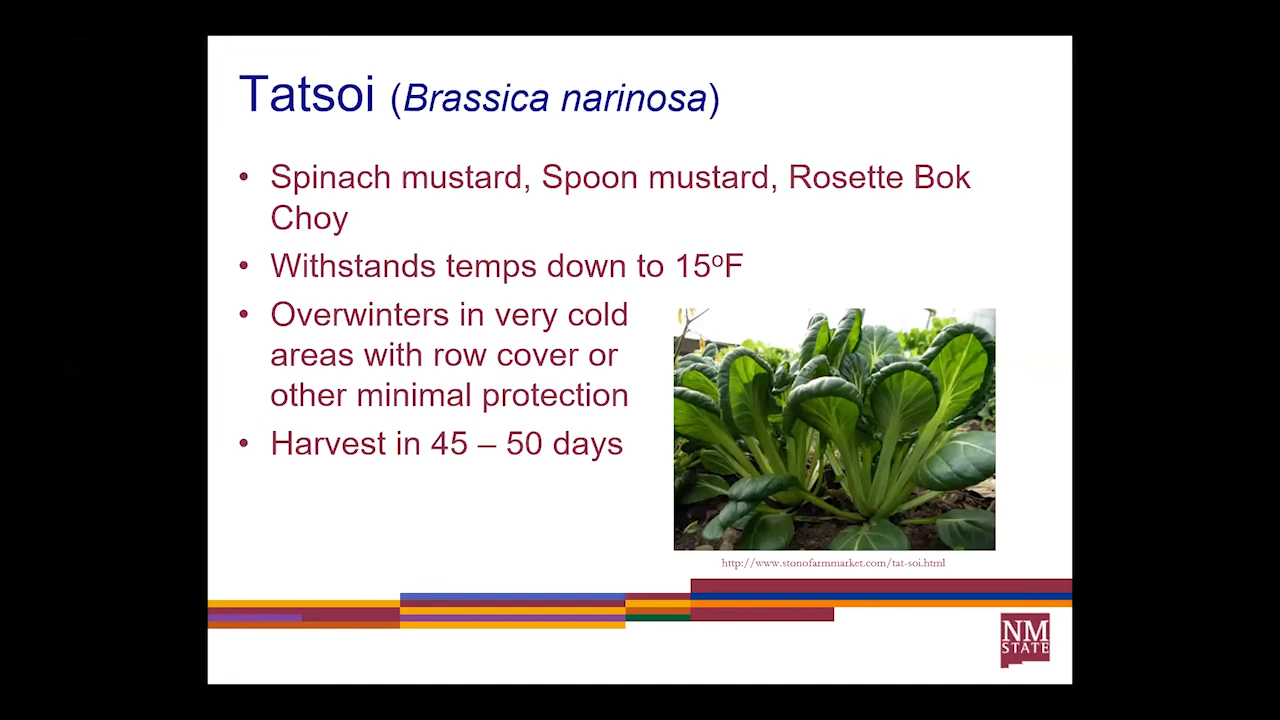 Tatsoi (Brassica narinosa)
• Spinach mustard, Spoon mustard, Rosette Bok
Choy
• Withstands temps down to 15ºF
• Overwinters in very cold
areas with row cover or
other minimal protection
• Harvest in 45 – 50 days
http://www.stonofarmmarket.com/tat-soi.html
NM
STATE